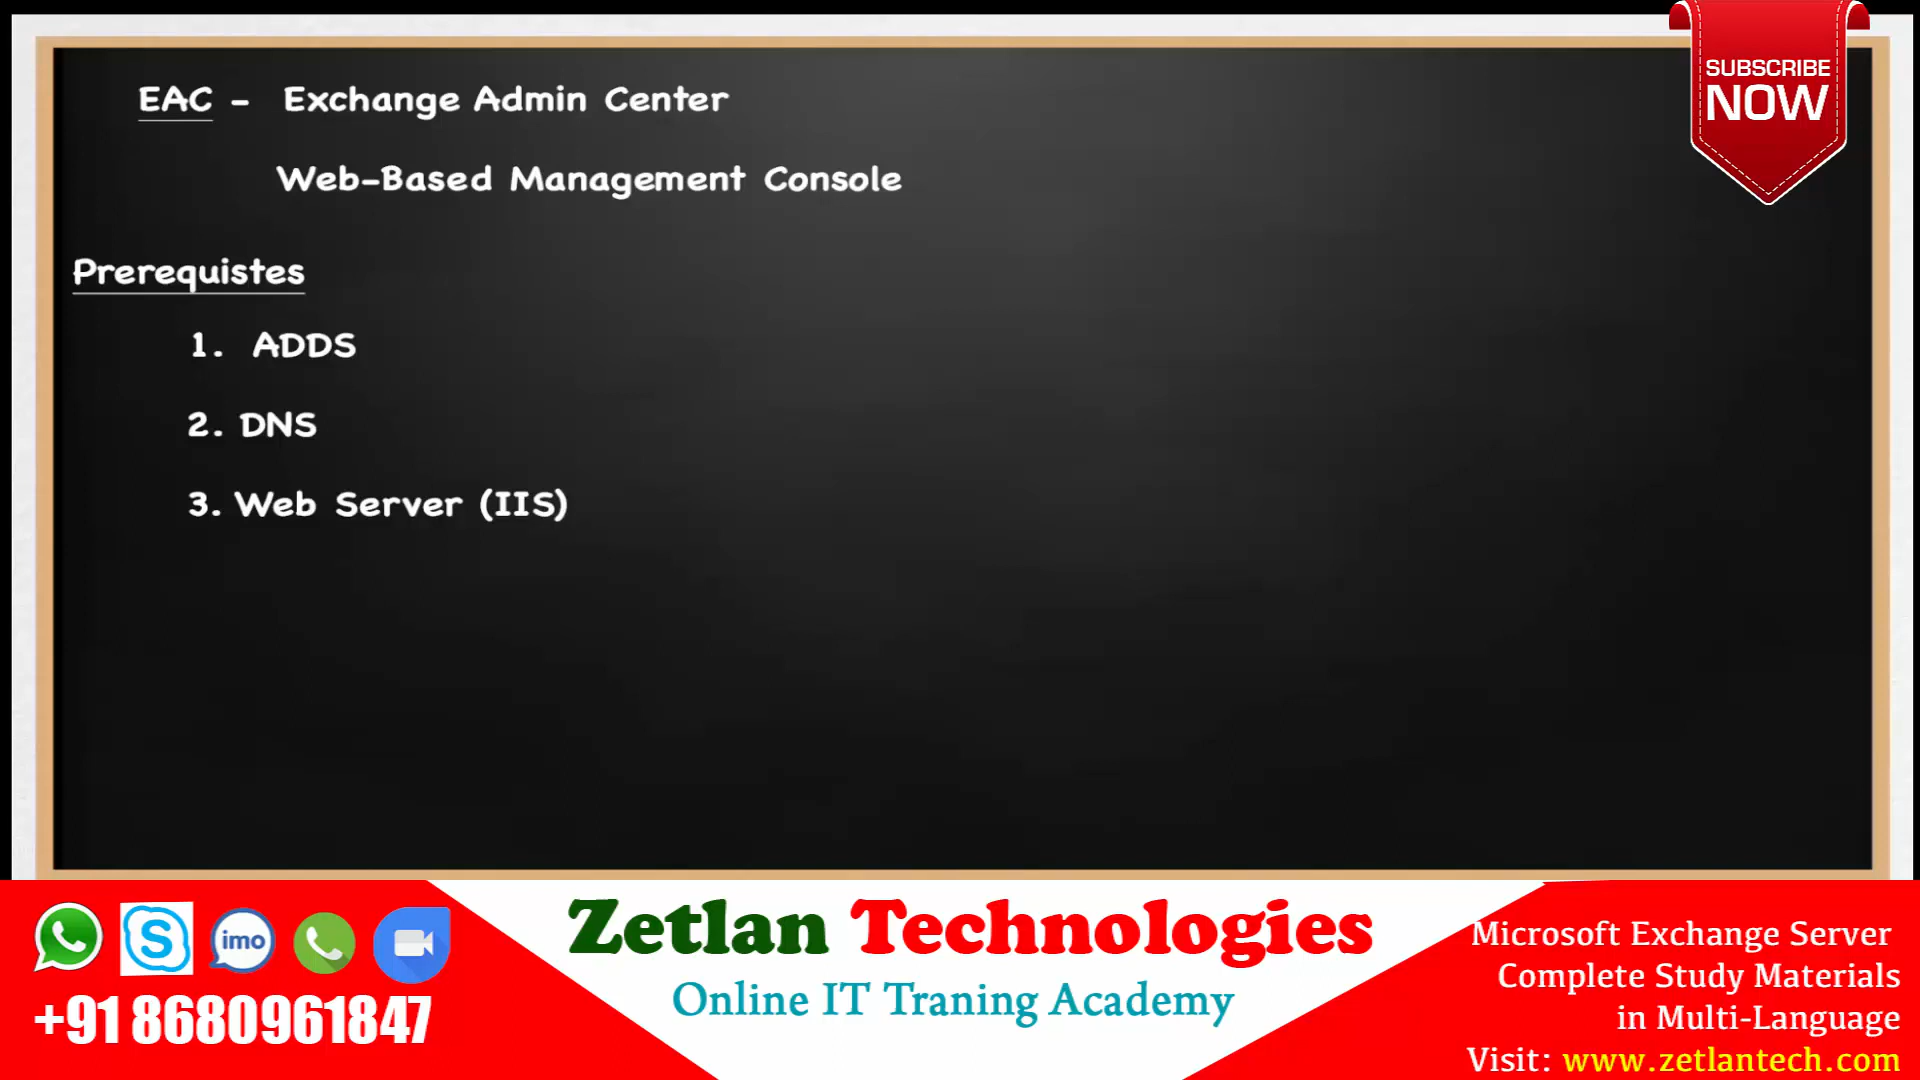 EAC - Exchange Admin Center
Web-Based Management Console
Prerequistes
1. ADDS
2. DNS
3. Web Server (IIS)
SUBSCRIBE
NOW
imo
+91 8680961847
Zetlan Technologies
Online IT Traning Academy
Microsoft Exchange Server
Complete Study Materials
in Multi-Language
Visit: www.zetlantech.com